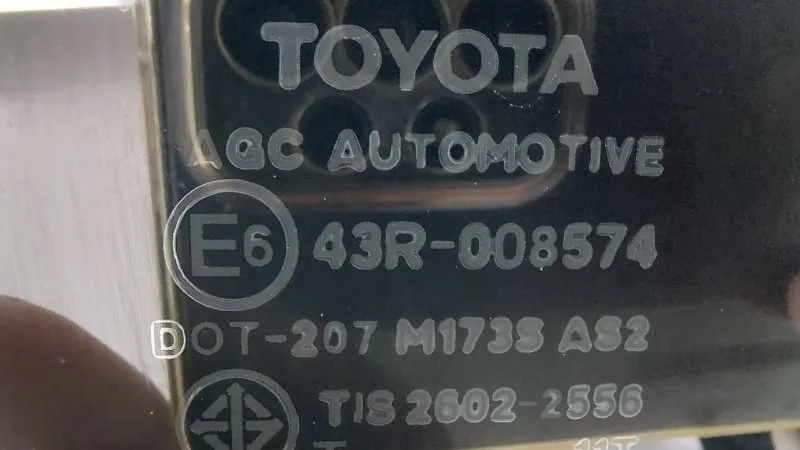 TOYOTA
AGC AUTOMOTIVE
E6 43R-008574
DOT-207 M173S AS2
TIS 2602-2556